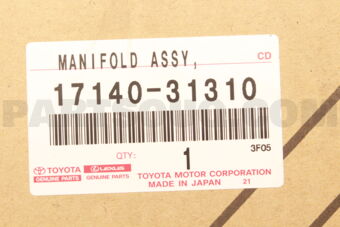 MANIFOLD ASSY, CD
17140-31310
QTY: 1 3F05
TOYOTA LEXUS TOYOTA MOTOR CORPORATION
GENUINE PARTS GENUINE PARTS MADE IN JAPAN 21